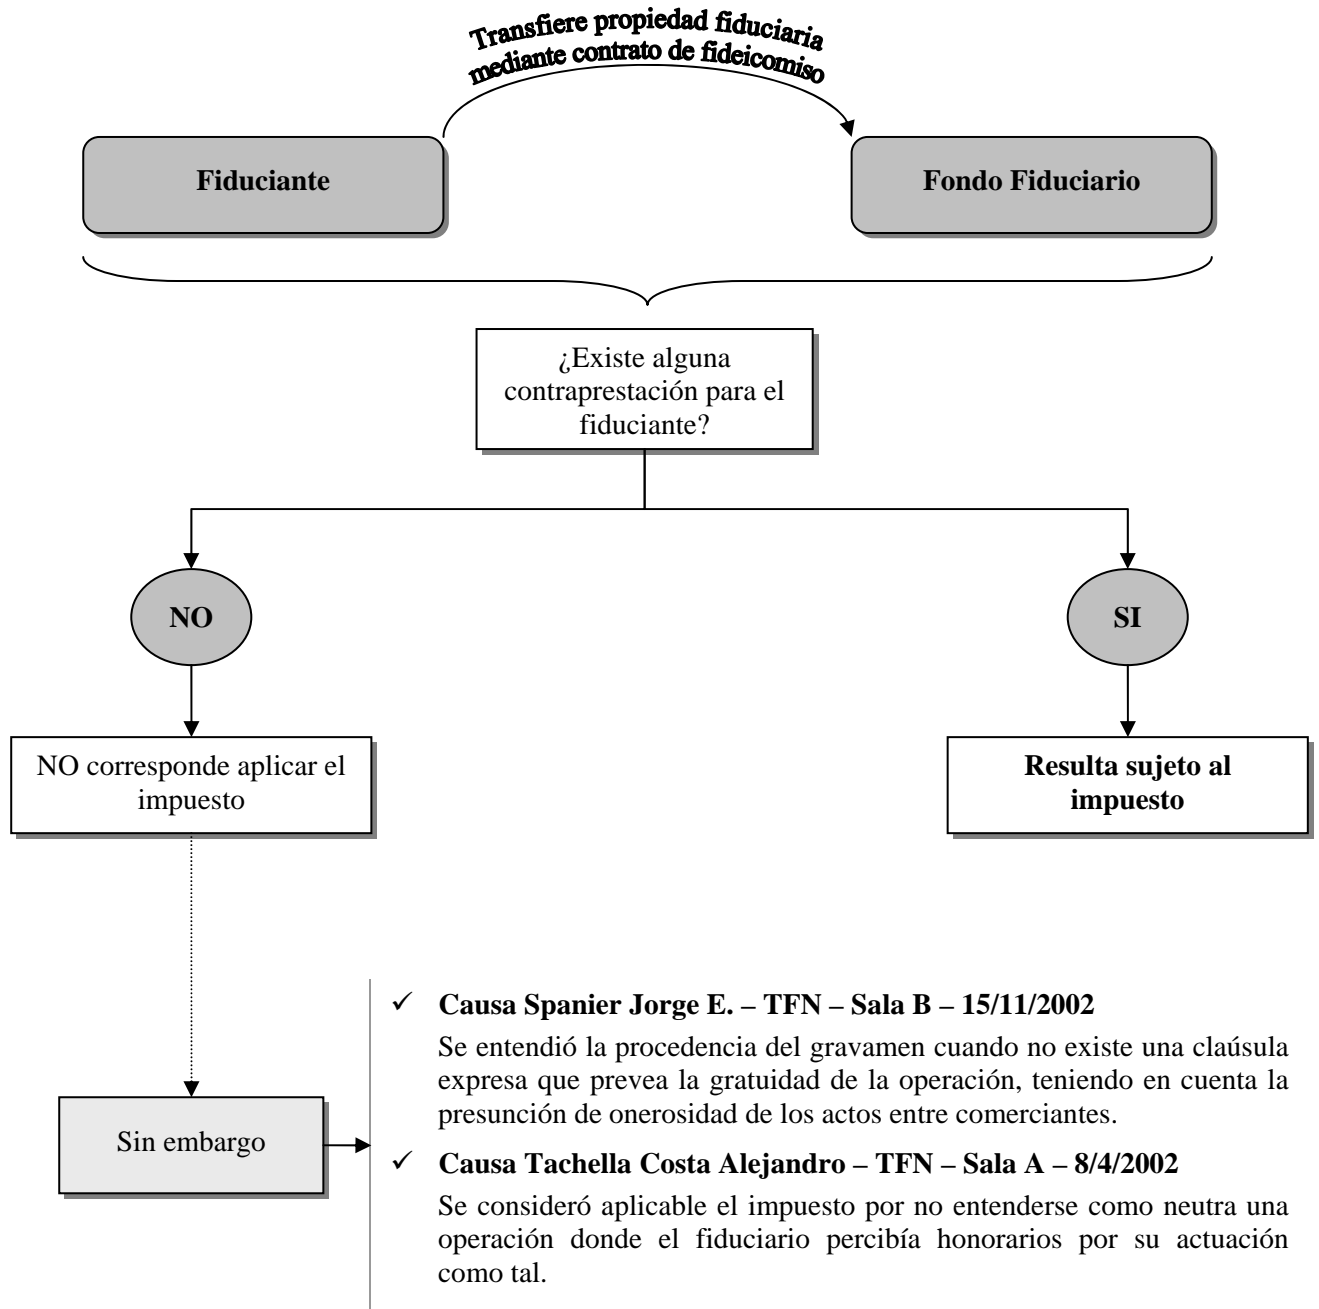 Transfiere propiedad fiduciaria
mediante contrato de fideicomiso
Fiduciante
Fondo Fiduciario
¿Existe alguna
contraprestación para el
fiduciante?
NO
SI
NO corresponde aplicar el
impuesto
Resulta sujeto al
impuesto
Sin embargo
✓ Causa Spanier Jorge E. – TFN – Sala B – 15/11/2002
Se entendió la procedencia del gravamen cuando no existe una claúsula
expresa que prevea la gratuidad de la operación, teniendo en cuenta la
presunción de onerosidad de los actos entre comerciantes.
✓ Causa Tachella Costa Alejandro – TFN – Sala A – 8/4/2002
Se consideró aplicable el impuesto por no entenderse como neutra una
operación donde el fiduciario percibía honorarios por su actuación
como tal.